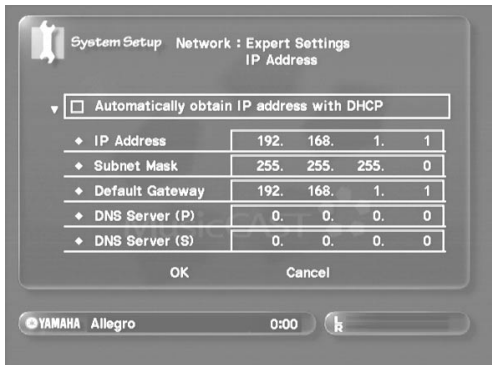 System Setup Network : Expert Settings
IP Address
Automatically obtain IP address with DHCP
IP Address 192. 168. 1. 1
Subnet Mask 255. 255. 255. 0
Default Gateway 192. 168. 1. 1
DNS Server (P) 0. 0. 0. 0
DNS Server (S) 0. 0. 0. 0
MusicCAST
OK Cancel
YAMAHA Allegro 0:00